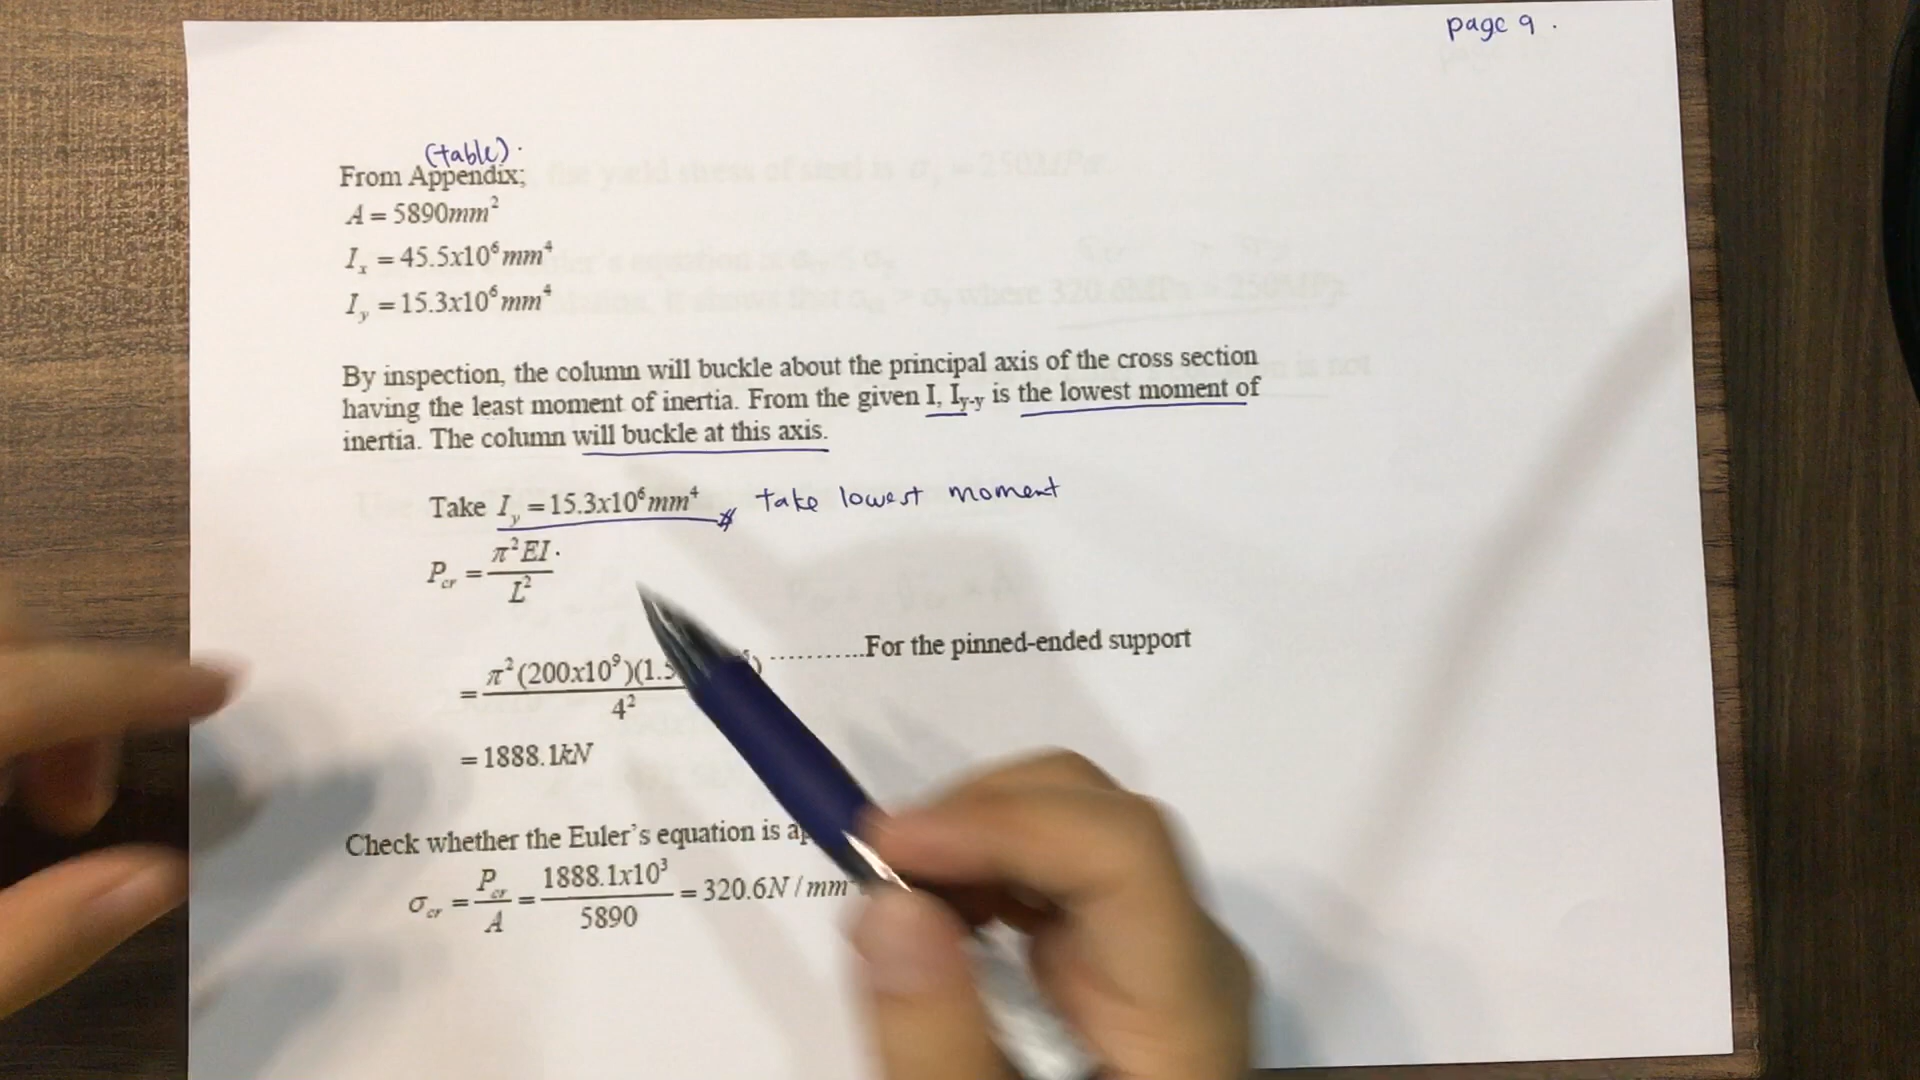 page 9 .
(table).
From Appendix;
A = 5890mm²
Iₓ = 45.5x10⁶mm⁴
I_y = 15.3x10⁶mm⁴
By inspection, the column will buckle about the principal axis of the cross section
having the least moment of inertia. From the given I, I_y-y is the lowest moment of
inertia. The column will buckle at this axis.
Take I_y = 15.3x10⁶mm⁴ take lowest moment
P_cr = π²EI / L²
= π²(200x10⁹)(1.5 ) / 4² ...........For the pinned-ended support
= 1888.1kN
Check whether the Euler's equation is
σ_cr = P_cr / A = 1888.1x10³ / 5890 = 320.6N / mm